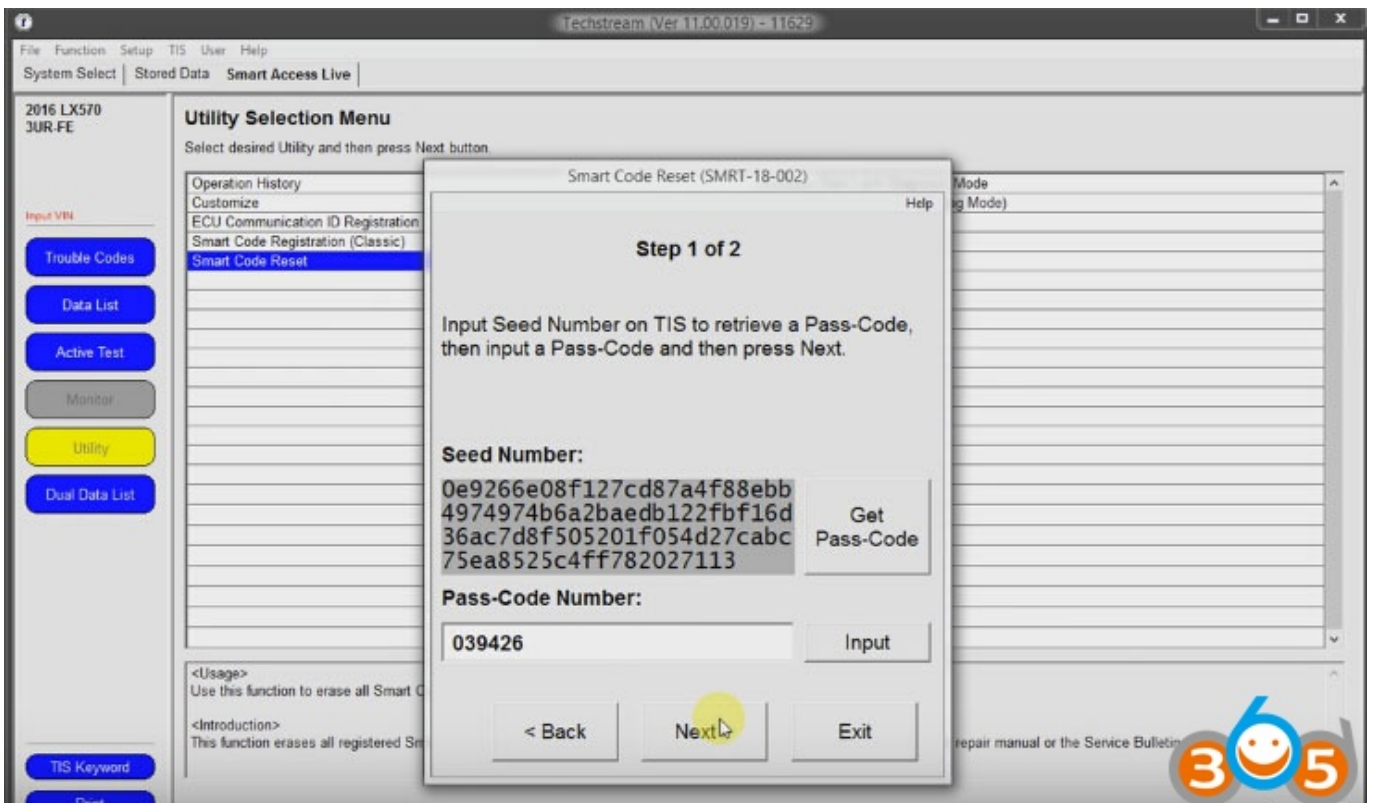 Techstream (Ver 11.00.019) - 11629
File Function Setup TIS User Help
System Select Stored Data Smart Access Live
2016 LX570
3UR-FE
Input VIN
Trouble Codes
Data List
Active Test
Monitor
Utility
Dual Data List
TIS Keyword
Print
Utility Selection Menu
Select desired Utility and then press Next button.
Operation History
Customize
ECU Communication ID Registration
Smart Code Registration (Classic)
Smart Code Reset
Mode
Mode)
Smart Code Reset (SMRT-18-002)
Help
Step 1 of 2
Input Seed Number on TIS to retrieve a Pass-Code,
then input a Pass-Code and then press Next.
Seed Number:
0e9266e08f127cd87a4f88ebb
4974974b6a2baedb122fbf16d
36ac7d8f505201f054d27cabc
75ea8525c4ff782027113
Get
Pass-Code
Pass-Code Number:
039426
Input
< Back
Next
Exit
<Usage>
Use this function to erase all Smart
<Introduction>
This function erases all registered
repair manual or the Service
365